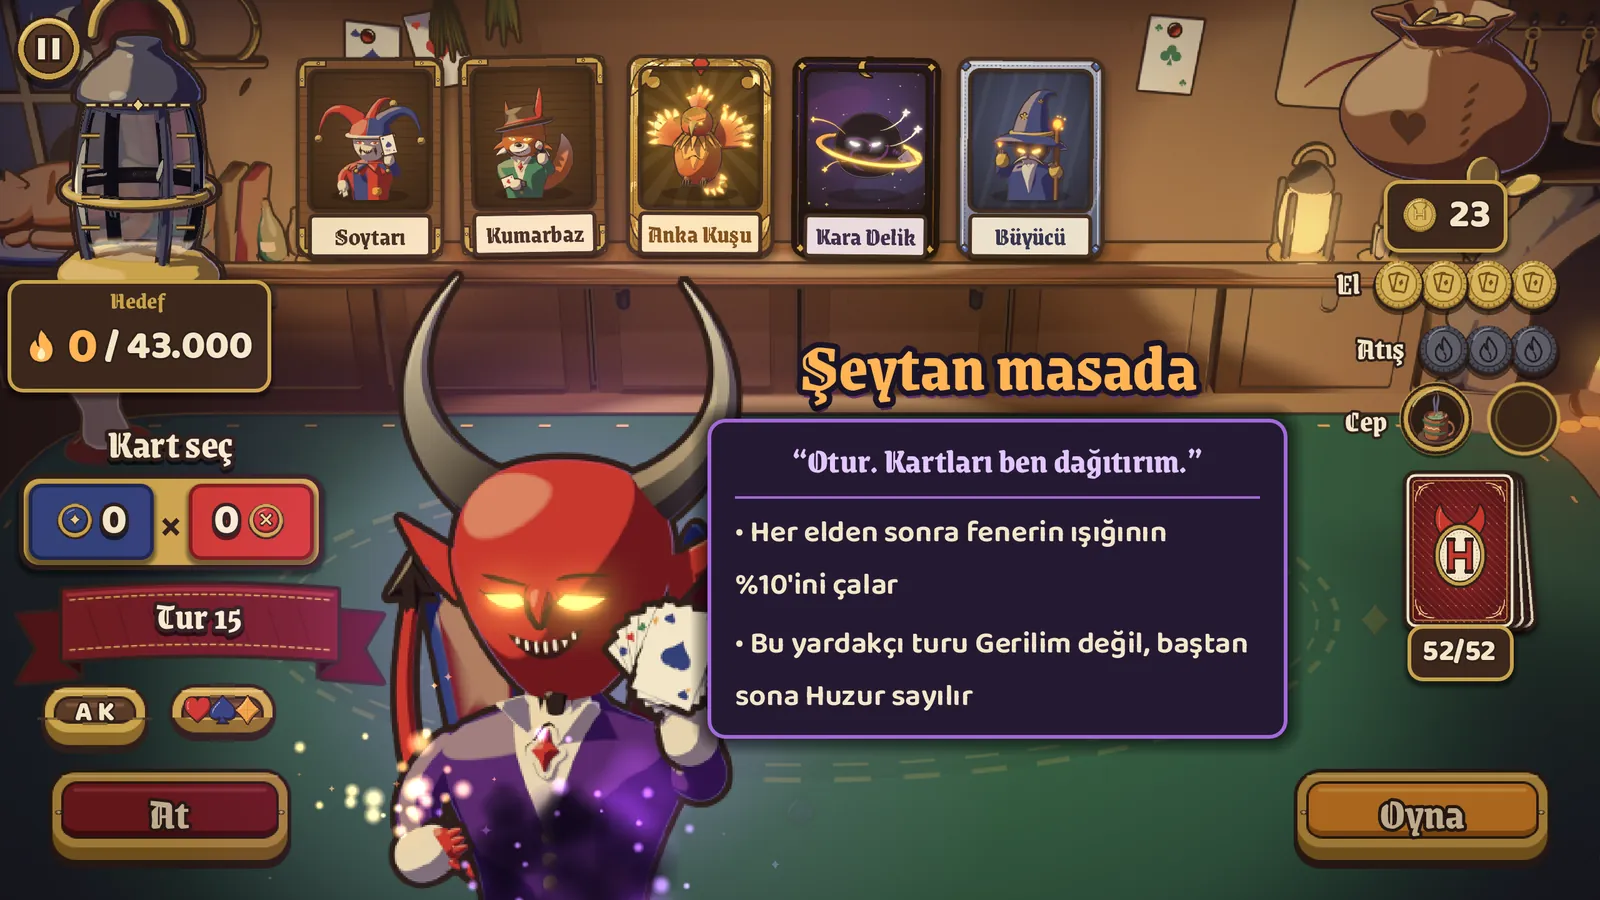 Soytarı
Kumarbaz
Anka Kuşu
Kara Delik
Büyücü
23
Hedef
0 / 43.000
El
Atış
Cep
Şeytan masada
Kart seç
0 × 0
“Otur. Kartları ben dağıtırım.”
• Her elden sonra fenerin ışığının
%10'ini çalar
• Bu yardakçı turu Gerilim değil, baştan
sona Huzur sayılır
Tur 15
H
52/52
A K
At
Oyna